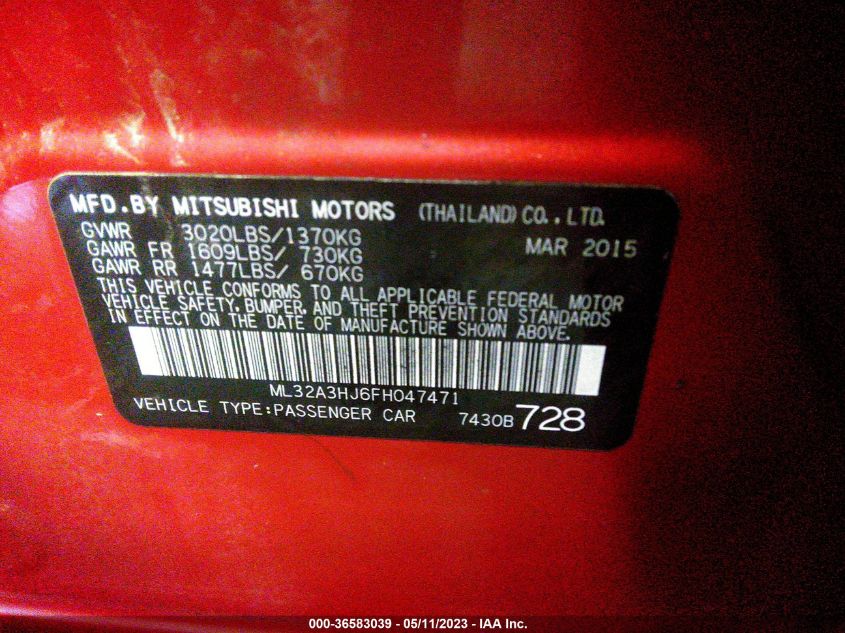 MFD.BY MITSUBISHI MOTORS (THAILAND) CO., LTD.
GVWR 3020LBS/1370KG MAR 2015
GAWR FR 1609LBS/ 730KG
GAWR RR 1477LBS/ 670KG
THIS VEHICLE CONFORMS TO ALL APPLICABLE FEDERAL MOTOR
VEHICLE SAFETY, BUMPER, AND THEFT PREVENTION STANDARDS
IN EFFECT ON THE DATE OF MANUFACTURE SHOWN ABOVE.
ML32A3HJ6FH047471
VEHICLE TYPE:PASSENGER CAR 7430B 728
000-36583039 - 05/11/2023 - IAA Inc.